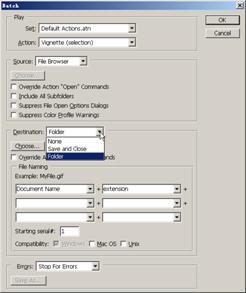 Batch
Play
OK
Set: Default Actions.atn
Cancel
Action: Vignette (selection)
Source: File Browser
Choose...
Override Action "Open" Commands
Include All Subfolders
Suppress File Open Options Dialogs
Suppress Color Profile Warnings
Destination: Folder
None
Choose...
Save and Close
Folder
Override A
nds
File Naming
Example: MyFile.gif
Document Name + extension +
+ +
+
Starting serial#: 1
Compatibility: Windows Mac OS Unix
Errors: Stop For Errors
Save As...